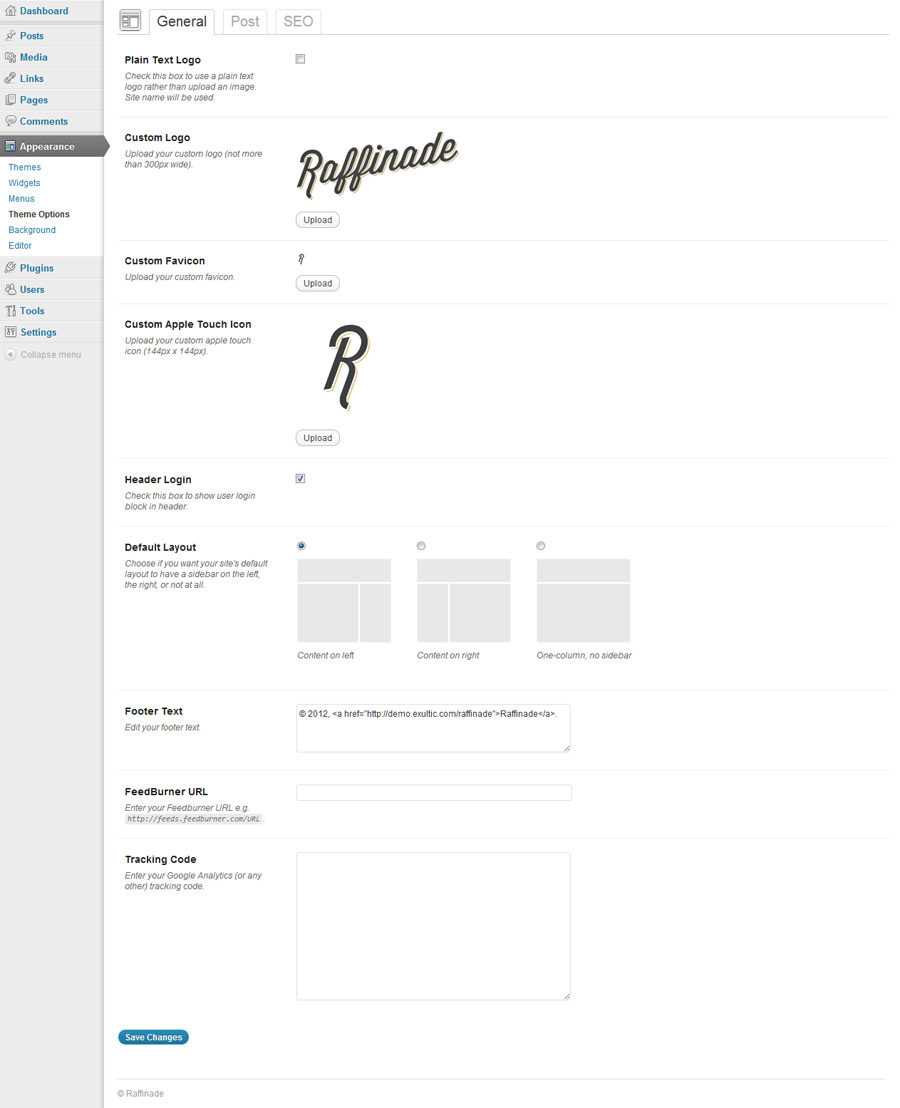 Dashboard
Posts
Media
Links
Pages
Comments
Appearance
Themes
Widgets
Menus
Theme Options
Background
Editor
Plugins
Users
Tools
Settings
Collapse menu
General
Post
SEO
Plain Text Logo
Check this box to use a plain text
logo rather than upload an image.
Site name will be used.
Custom Logo
Upload your custom logo (not more
than 300px wide).
Raffinade
Upload
Custom Favicon
Upload your custom favicon.
R
Upload
Custom Apple Touch Icon
Upload your custom apple touch
icon (144px x 144px).
R
Upload
Header Login
Check this box to show user login
block in header.
Default Layout
Choose if you want your site's default
layout to have a sidebar on the left,
the right, or not at all.
Content on left
Content on right
One-column, no sidebar
Footer Text
Edit your footer text.
© 2012, <a href="http://demo.exultic.com/raffinade">Raffinade</a>.
FeedBurner URL
Enter your Feedburner URL e.g.
http://feeds.feedburner.com/URL.
Tracking Code
Enter your Google Analytics (or any
other) tracking code.
Save Changes
© Raffinade